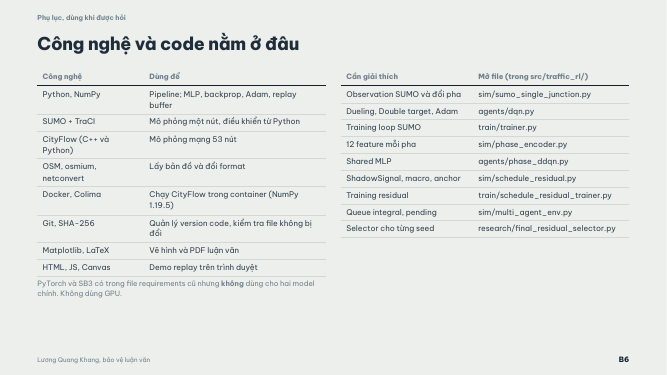 Phụ lục, dùng khi được hỏi
Công nghệ và code nằm ở đâu
Công nghệ Dùng để
Python, NumPy Pipeline; MLP, backprop, Adam, replay
buffer
SUMO + TraCI Mô phỏng một nút, điều khiển từ Python
CityFlow (C++ và Mô phỏng mạng 53 nút
Python)
OSM, osmium, Lấy bản đồ và đổi format
netconvert
Docker, Colima Chạy CityFlow trong container (NumPy
1.19.5)
Git, SHA-256 Quản lý version code, kiểm tra file không bị
đổi
Matplotlib, LaTeX Vẽ hình và PDF luận văn
HTML, JS, Canvas Demo replay trên trình duyệt
PyTorch và SB3 có trong file requirements cũ nhưng không dùng cho hai model
chính. Không dùng GPU.
Cần giải thích Mở file (trong src/traffic_rl/)
Observation SUMO và đổi pha sim/sumo_single_junction.py
Dueling, Double target, Adam agents/dqn.py
Training loop SUMO train/trainer.py
12 feature mỗi pha sim/phase_encoder.py
Shared MLP agents/phase_ddqn.py
ShadowSignal, macro, anchor sim/schedule_residual.py
Training residual train/schedule_residual_trainer.py
Queue integral, pending sim/multi_agent_env.py
Selector cho từng seed research/final_residual_selector.py
Lương Quang Khang, bảo vệ luận văn
B6